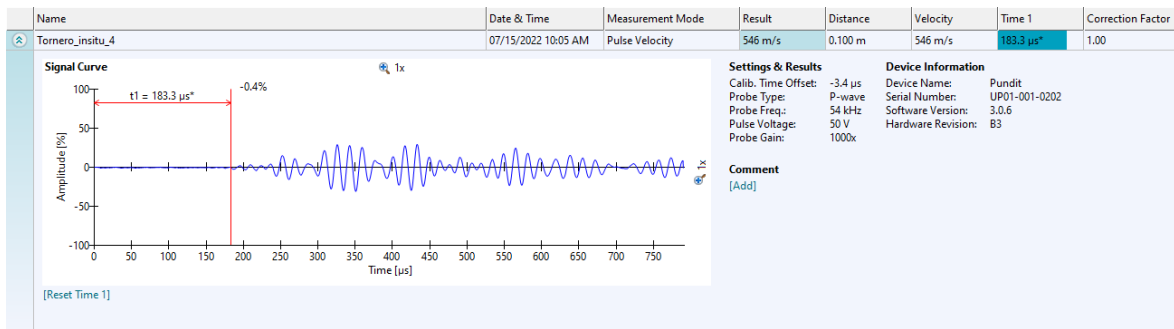 Name Date & Time Measurement Mode Result Distance Velocity Time 1 Correction Factor
Tornero_insitu_4 07/15/2022 10:05 AM Pulse Velocity 546 m/s 0.100 m 546 m/s 183.3 µs* 1.00
Signal Curve 1x
Settings & Results Device Information
Calib. Time Offset: -3.4 µs Device Name: Pundit
Probe Type: P-wave Serial Number: UP01-001-0202
Probe Freq.: 54 kHz Software Version: 3.0.6
Pulse Voltage: 50 V Hardware Revision: B3
Probe Gain: 1000x
Comment
[Add]
-0.4%
t1 = 183.3 µs*
100
50
0
-50
-100
Amplitude [%]
1x
0 50 100 150 200 250 300 350 400 450 500 550 600 650 700 750
Time [µs]
[Reset Time 1]